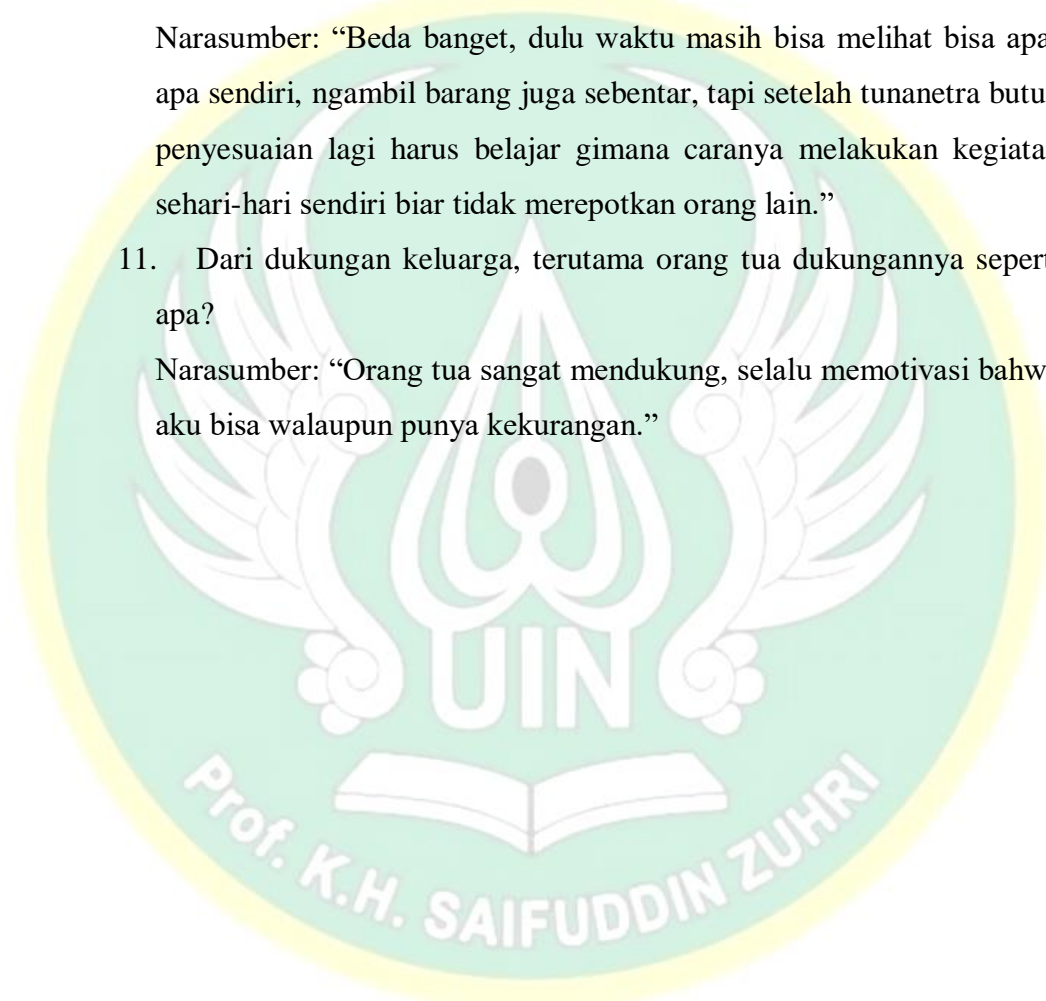 Narasumber: “Beda banget, dulu waktu masih bisa melihat bisa apa
apa sendiri, ngambil barang juga sebentar, tapi setelah tunanetra butu
penyesuaian lagi harus belajar gimana caranya melakukan kegiata
sehari-hari sendiri biar tidak merepotkan orang lain.”
11. Dari dukungan keluarga, terutama orang tua dukungannya sepert
apa?
Narasumber: “Orang tua sangat mendukung, selalu memotivasi bahw
aku bisa walaupun punya kekurangan.”
UIN
Prof. K.H. SAIFUDDIN ZUHRI